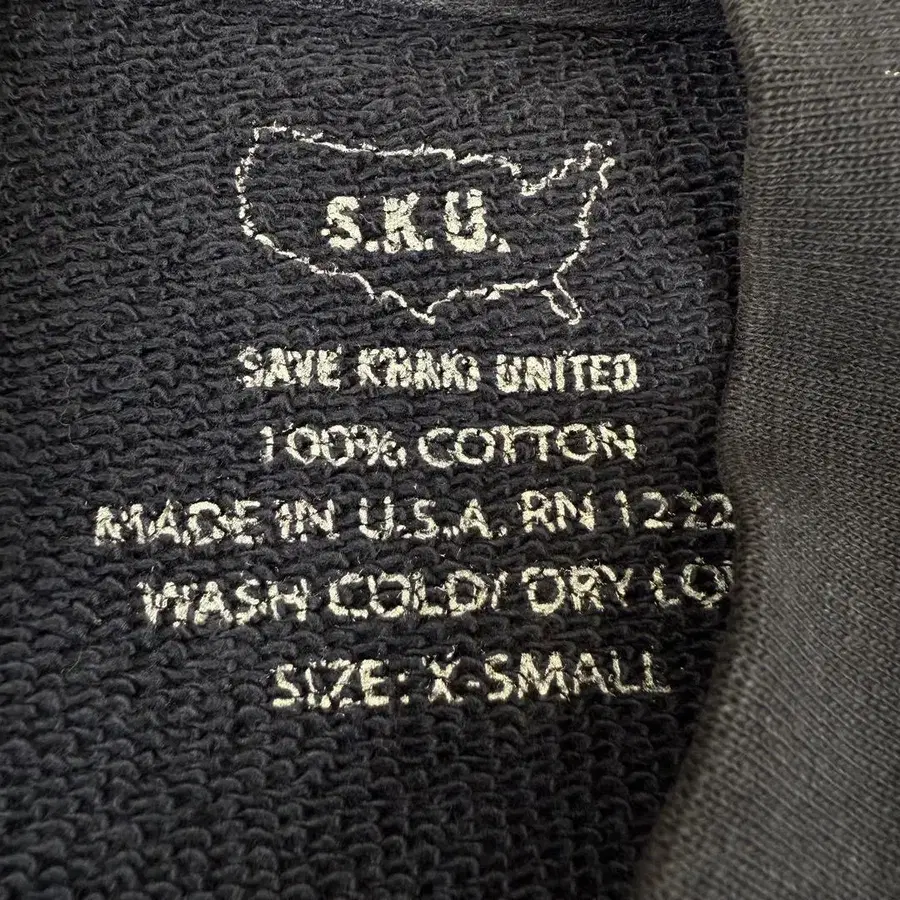 S.K.U.
SAVE KHAKI UNITED
100% COTTON
MADE IN U.S.A. RN 1222
WASH COLD/ DRY LO
SIZE: X-SMALL